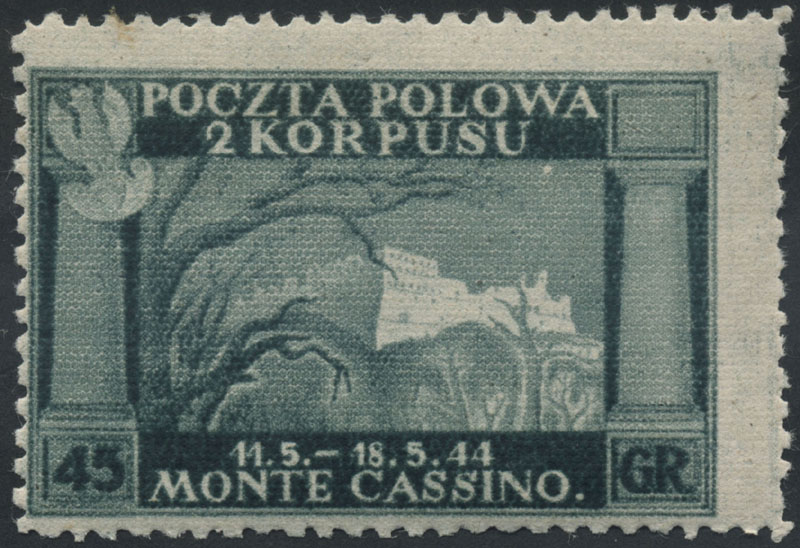 POCZTA POLOWA
2 KORPUSU
11.5.– 18.5.44
45 MONTE CASSINO. GR.